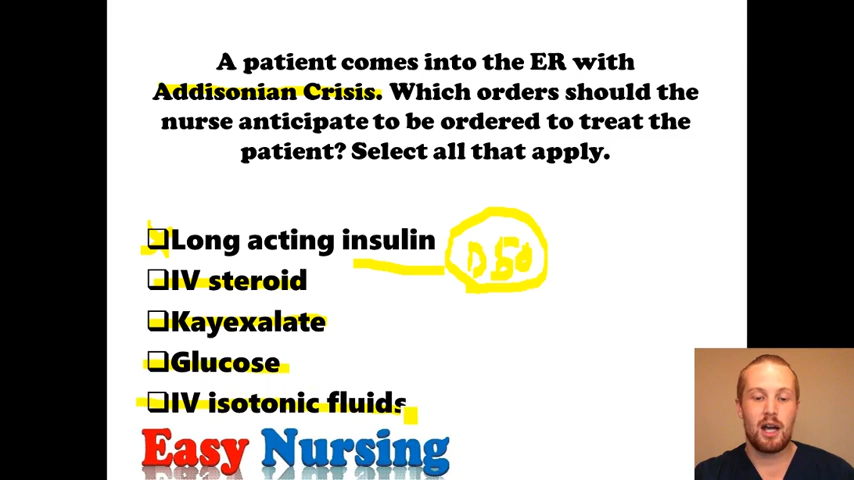 A patient comes into the ER with
Addisonian Crisis. Which orders should the
nurse anticipate to be ordered to treat the
patient? Select all that apply.
Long acting insulin
IV steroid
Kayexalate
Glucose
IV isotonic fluids
Easy Nursing